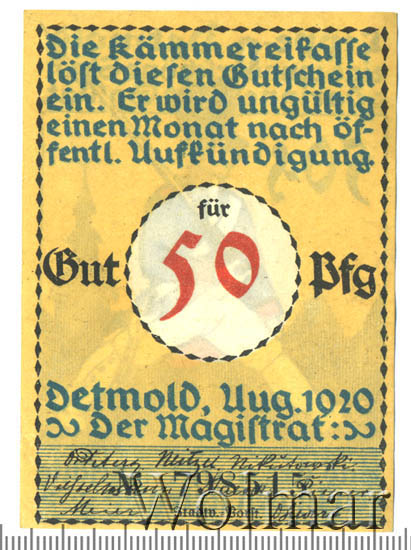 Die Kämmereikasse
löst diesen Gutschein
ein. Er wird ungültig
einen Monat nach öf-
fentl. Aufkündigung.
für
Gut 50 Pfg
Detmold, Aug. 1920
Der Magistrat:
Wolmar